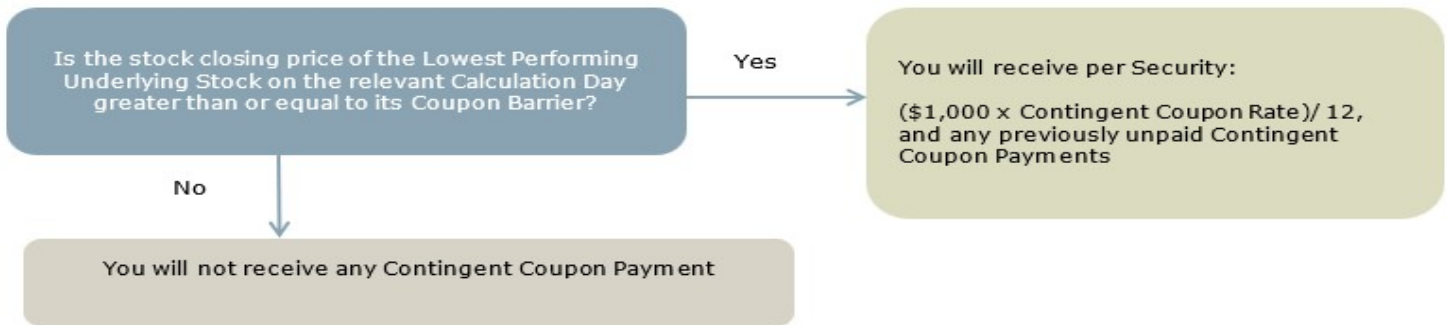 Is the stock closing price of the Lowest Performing
Underlying Stock on the relevant Calculation Day
greater than or equal to its Coupon Barrier?
Yes
You will receive per Security:
($1,000 x Contingent Coupon Rate)/ 12,
and any previously unpaid Contingent
Coupon Payments
No
You will not receive any Contingent Coupon Payment